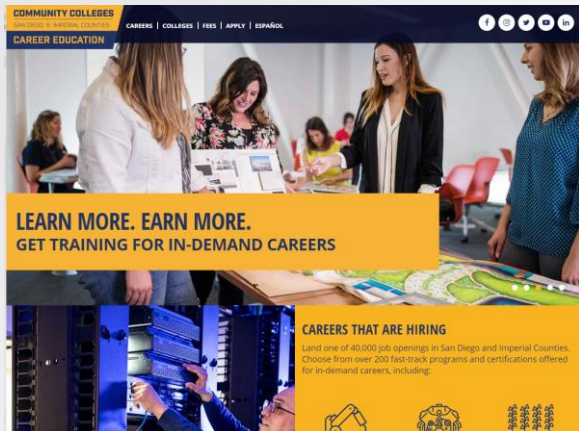 COMMUNITY COLLEGES
SAN DIEGO & IMPERIAL COUNTIES
CAREER EDUCATION
CAREERS | COLLEGES | FEES | APPLY | ESPAÑOL
LEARN MORE. EARN MORE.
GET TRAINING FOR IN-DEMAND CAREERS
CAREERS THAT ARE HIRING
Land one of 40,000 job openings in San Diego and Imperial Counties.
Choose from over 200 fast-track programs and certifications offered
for in-demand careers, including: